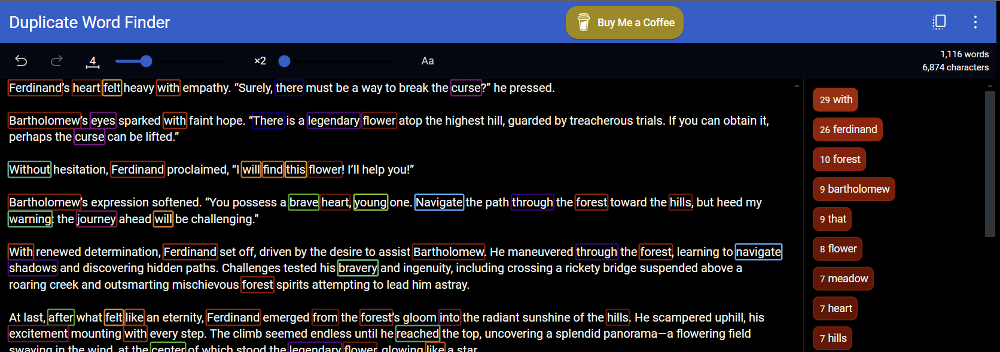 Duplicate Word Finder
Buy Me a Coffee
4
×2
Aa
1,116 words
6,874 characters
Ferdinand's heart felt heavy with empathy. “Surely, there must be a way to break the curse?” he pressed.
Bartholomew's eyes sparked with faint hope. “There is a legendary flower atop the highest hill, guarded by treacherous trials. If you can obtain it,
perhaps the curse can be lifted.”
Without hesitation, Ferdinand proclaimed, “I will find this flower! I’ll help you!”
Bartholomew's expression softened. “You possess a brave heart, young one. Navigate the path through the forest toward the hills, but heed my
warning: the journey ahead will be challenging.”
With renewed determination, Ferdinand set off, driven by the desire to assist Bartholomew. He maneuvered through the forest, learning to navigate
shadows and discovering hidden paths. Challenges tested his bravery and ingenuity, including crossing a rickety bridge suspended above a
roaring creek and outsmarting mischievous forest spirits attempting to lead him astray.
At last, after what felt like an eternity, Ferdinand emerged from the forest's gloom into the radiant sunshine of the hills. He scampered uphill, his
excitement mounting with every step. The climb seemed endless until he reached the top, uncovering a splendid panorama—a flowering field
swaying in the wind, at the center of which stood the legendary flower, glowing like a star.
29 with
26 ferdinand
10 forest
9 bartholomew
9 that
8 flower
7 meadow
7 heart
7 hills